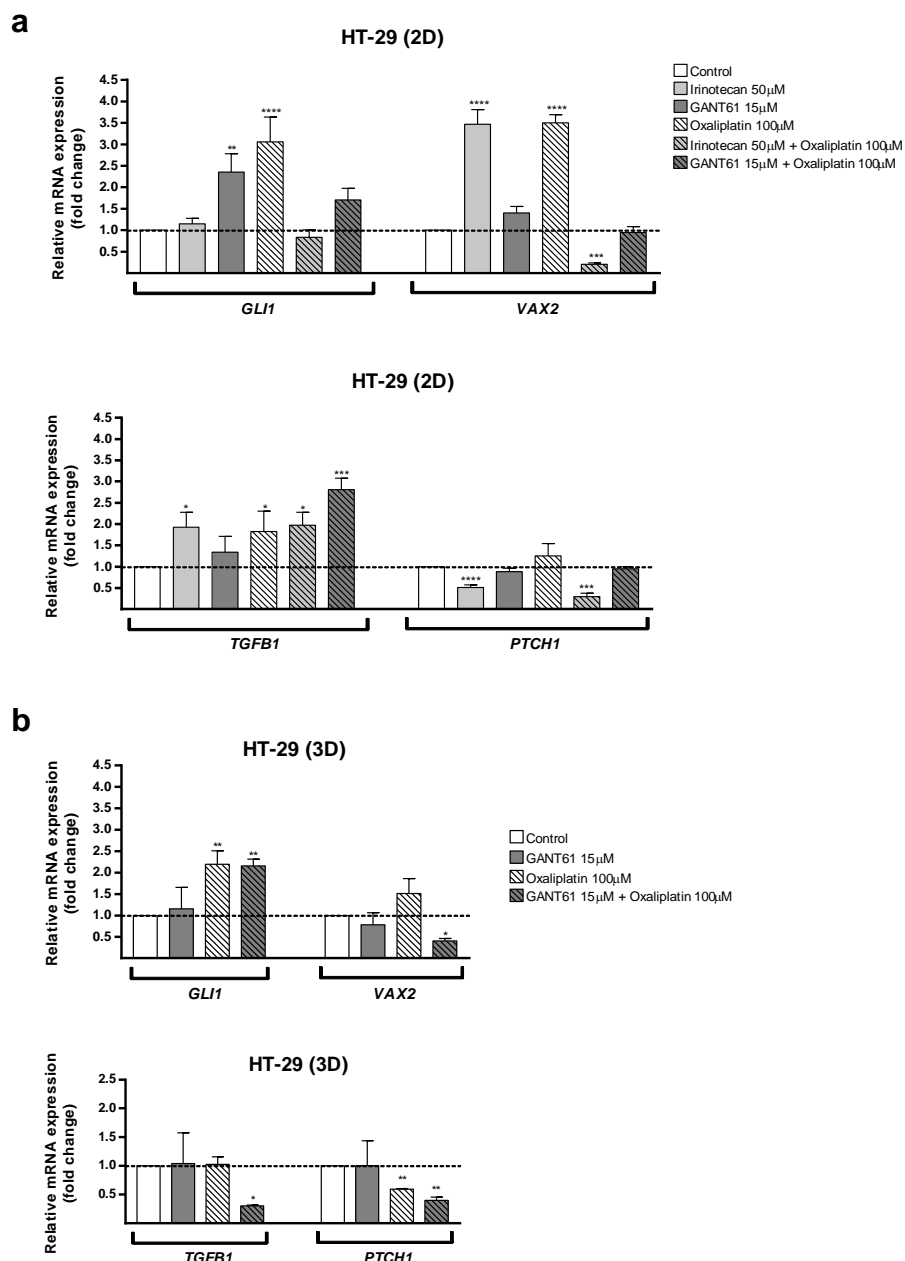 a
HT-29 (2D)
Relative mRNA expression
(fold change)
4.5
4.0
3.5
3.0
2.5
2.0
1.5
1.0
0.5
**
****
****
****
***
GLI1
VAX2
Control
Irinotecan 50µM
GANT61 15µM
Oxaliplatin 100µM
Irinotecan 50µM + Oxaliplatin 100µM
GANT61 15µM + Oxaliplatin 100µM
HT-29 (2D)
Relative mRNA expression
(fold change)
4.5
4.0
3.5
3.0
2.5
2.0
1.5
1.0
0.5
*
*
*
***
****
***
TGFB1
PTCH1
b
HT-29 (3D)
Relative mRNA expression
(fold change)
4.5
4.0
3.5
3.0
2.5
2.0
1.5
1.0
0.5
**
**
*
GLI1
VAX2
Control
GANT61 15µM
Oxaliplatin 100µM
GANT61 15µM + Oxaliplatin 100µM
HT-29 (3D)
Relative mRNA expression
(fold change)
2.5
2.0
1.5
1.0
0.5
*
**
**
TGFB1
PTCH1